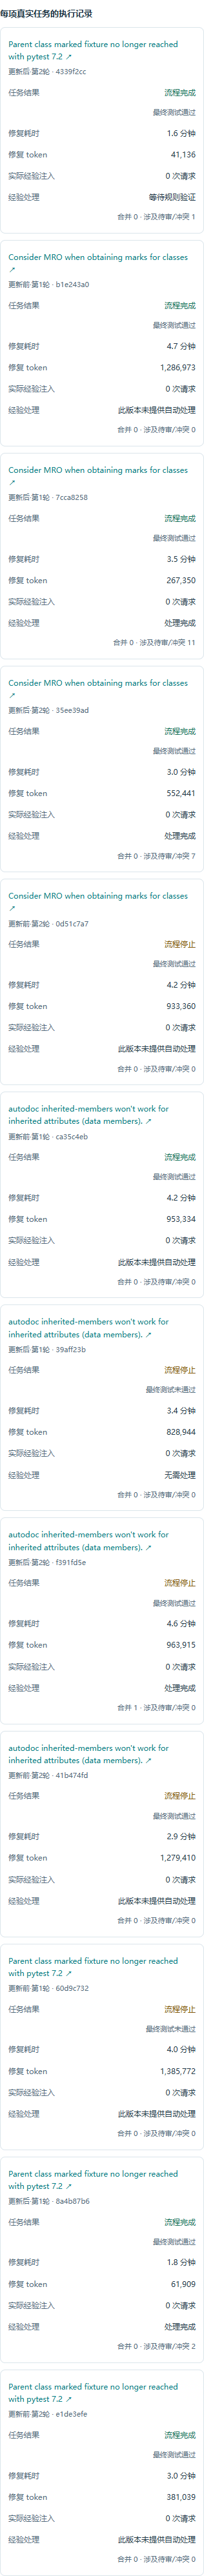 每项真实任务的执行记录
Parent class marked fixture no longer reached
with pytest 7.2 ↗
更新后·第2轮 · 4339f2cc
任务结果 流程完成
最终测试通过
修复耗时 1.6 分钟
修复 token 41,136
实际经验注入 0 次请求
经验处理 等待规则验证
合并 0 · 涉及待审/冲突 1
Consider MRO when obtaining marks for classes
↗
更新前·第1轮 · b1e243a0
任务结果 流程完成
最终测试通过
修复耗时 4.7 分钟
修复 token 1,286,973
实际经验注入 0 次请求
经验处理 此版本未提供自动处理
合并 0 · 涉及待审/冲突 0
Consider MRO when obtaining marks for classes
↗
更新后·第1轮 · 7cca8258
任务结果 流程完成
最终测试通过
修复耗时 3.5 分钟
修复 token 267,350
实际经验注入 0 次请求
经验处理 处理完成
合并 0 · 涉及待审/冲突 11
Consider MRO when obtaining marks for classes
↗
更新后·第2轮 · 35ee39ad
任务结果 流程完成
最终测试通过
修复耗时 3.0 分钟
修复 token 552,441
实际经验注入 0 次请求
经验处理 处理完成
合并 0 · 涉及待审/冲突 7
Consider MRO when obtaining marks for classes
↗
更新前·第2轮 · 0d51c7a7
任务结果 流程停止
最终测试通过
修复耗时 4.2 分钟
修复 token 933,360
实际经验注入 0 次请求
经验处理 此版本未提供自动处理
合并 0 · 涉及待审/冲突 0
autodoc inherited-members won't work for
inherited attributes (data members). ↗
更新前·第1轮 · ca35c4eb
任务结果 流程完成
最终测试通过
修复耗时 4.2 分钟
修复 token 953,334
实际经验注入 0 次请求
经验处理 此版本未提供自动处理
合并 0 · 涉及待审/冲突 0
autodoc inherited-members won't work for
inherited attributes (data members). ↗
更新后·第1轮 · 39aff23b
任务结果 流程停止
最终测试未通过
修复耗时 3.4 分钟
修复 token 828,944
实际经验注入 0 次请求
经验处理 无需处理
合并 0 · 涉及待审/冲突 0
autodoc inherited-members won't work for
inherited attributes (data members). ↗
更新后·第2轮 · f391fd5e
任务结果 流程停止
最终测试通过
修复耗时 4.6 分钟
修复 token 963,915
实际经验注入 0 次请求
经验处理 处理完成
合并 1 · 涉及待审/冲突 0
autodoc inherited-members won't work for
inherited attributes (data members). ↗
更新前·第2轮 · 41b474fd
任务结果 流程停止
最终测试通过
修复耗时 2.9 分钟
修复 token 1,279,410
实际经验注入 0 次请求
经验处理 此版本未提供自动处理
合并 0 · 涉及待审/冲突 0
Parent class marked fixture no longer reached
with pytest 7.2 ↗
更新前·第1轮 · 60d9c732
任务结果 流程停止
最终测试未通过
修复耗时 4.0 分钟
修复 token 1,385,772
实际经验注入 0 次请求
经验处理 此版本未提供自动处理
合并 0 · 涉及待审/冲突 0
Parent class marked fixture no longer reached
with pytest 7.2 ↗
更新后·第1轮 · 8a4b87b6
任务结果 流程完成
最终测试通过
修复耗时 1.8 分钟
修复 token 61,909
实际经验注入 0 次请求
经验处理 处理完成
合并 0 · 涉及待审/冲突 2
Parent class marked fixture no longer reached
with pytest 7.2 ↗
更新前·第2轮 · e1de3efe
任务结果 流程完成
最终测试通过
修复耗时 3.0 分钟
修复 token 381,039
实际经验注入 0 次请求
经验处理 此版本未提供自动处理
合并 0 · 涉及待审/冲突 0